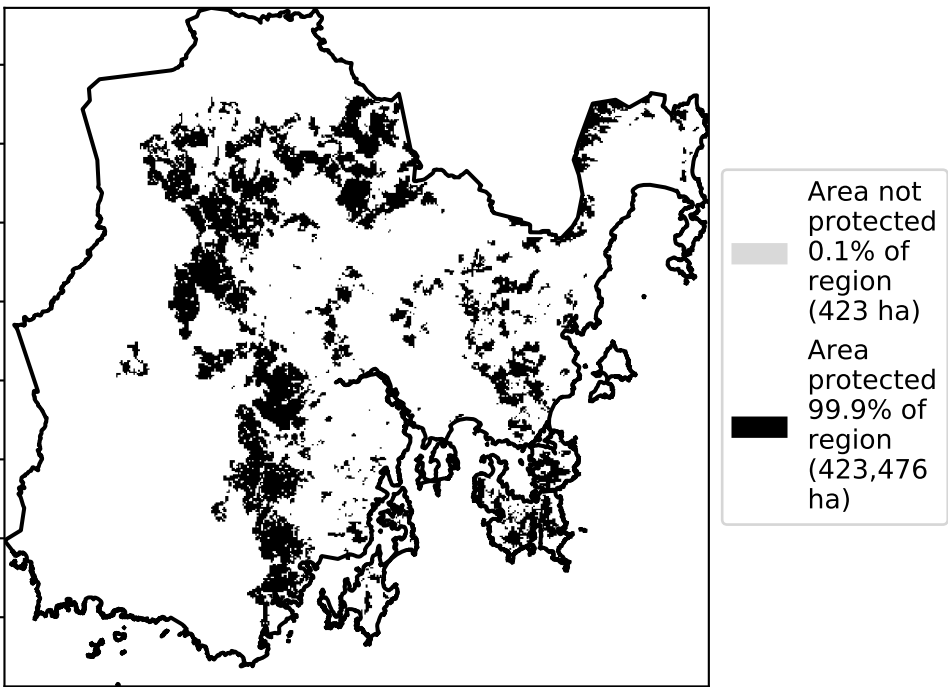 Area not
protected
0.1% of
region
(423 ha)
Area
protected
99.9% of
region
(423,476
ha)